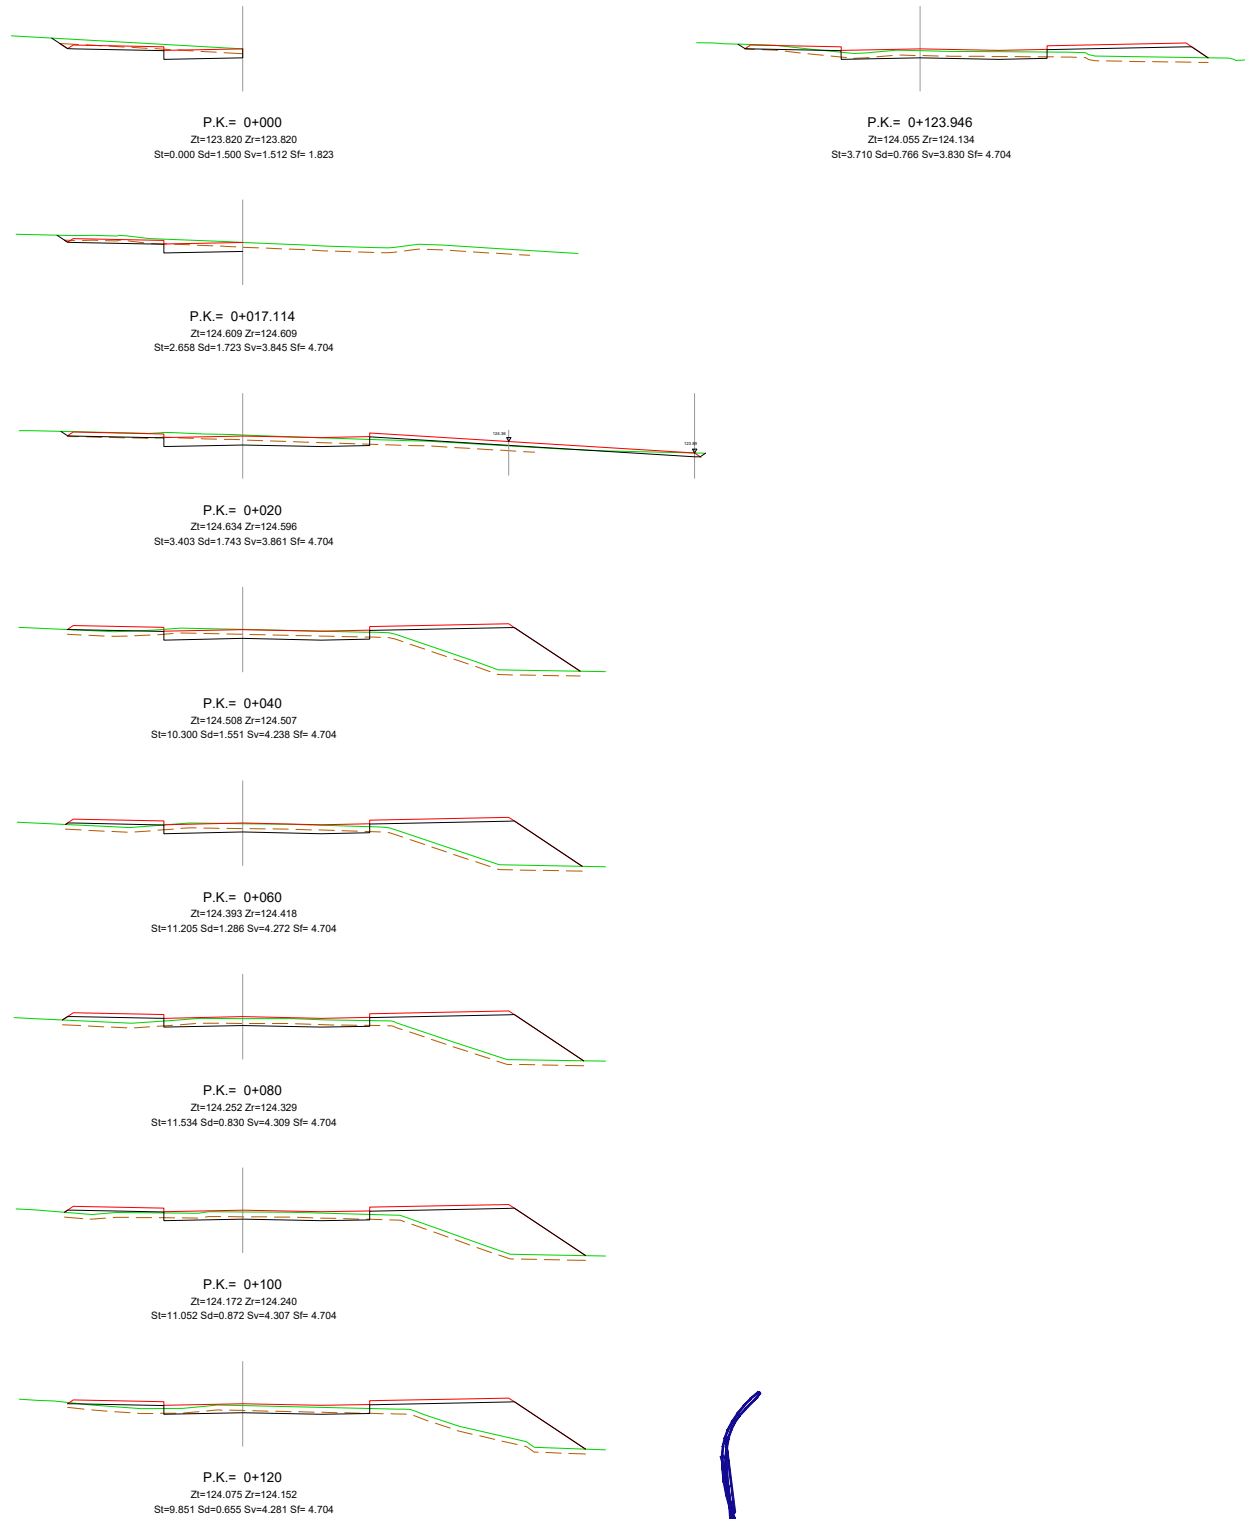 P.K.= 0+000
Zt=123.820 Zr=123.820
St=0.000 Sd=1.500 Sv=1.512 Sf= 1.823
P.K.= 0+017.114
Zt=124.609 Zr=124.609
St=2.658 Sd=1.723 Sv=3.845 Sf= 4.704
P.K.= 0+020
Zt=124.634 Zr=124.596
St=3.403 Sd=1.743 Sv=3.861 Sf= 4.704
P.K.= 0+040
Zt=124.508 Zr=124.507
St=10.300 Sd=1.551 Sv=4.238 Sf= 4.704
P.K.= 0+060
Zt=124.393 Zr=124.418
St=11.205 Sd=1.286 Sv=4.272 Sf= 4.704
P.K.= 0+080
Zt=124.252 Zr=124.329
St=11.534 Sd=0.830 Sv=4.309 Sf= 4.704
P.K.= 0+100
Zt=124.172 Zr=124.240
St=11.052 Sd=0.872 Sv=4.307 Sf= 4.704
P.K.= 0+120
Zt=124.075 Zr=124.152
St=9.851 Sd=0.655 Sv=4.281 Sf= 4.704
P.K.= 0+123.946
Zt=124.055 Zr=124.134
St=3.710 Sd=0.766 Sv=3.830 Sf= 4.704